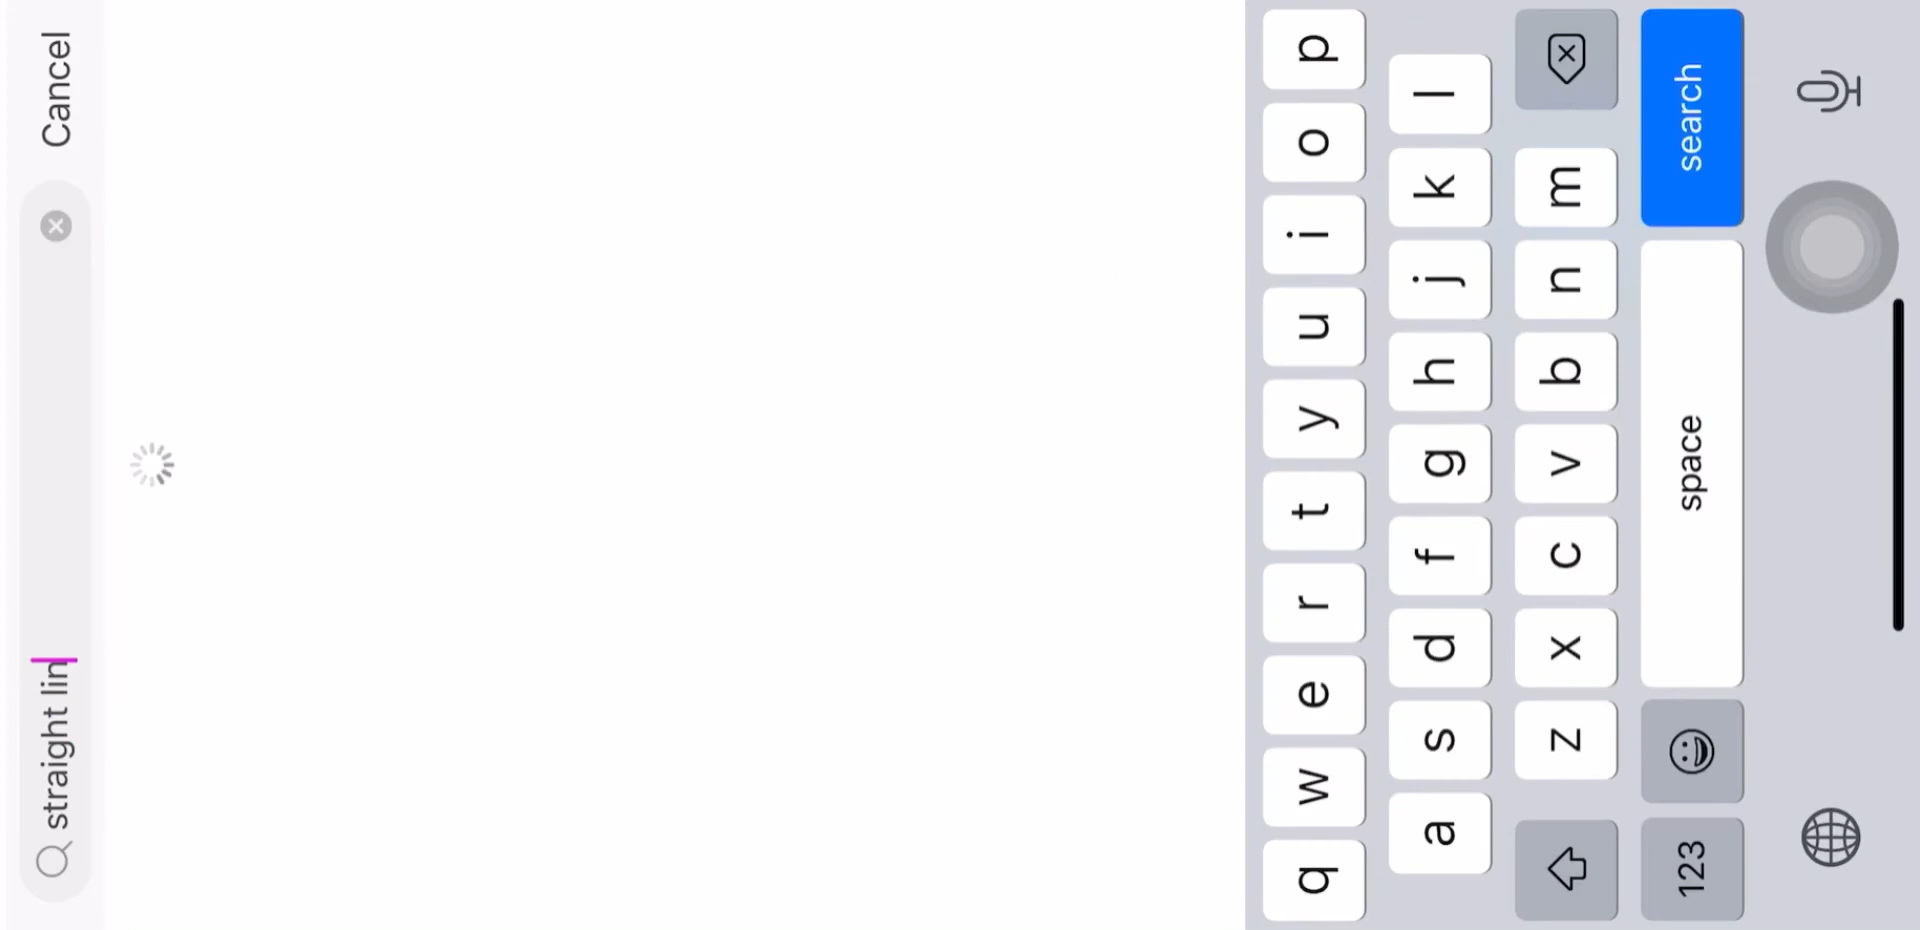 straight lin
Cancel
q w e r t y u i o p
a s d f g h j k l
z x c v b n m
123
space
search